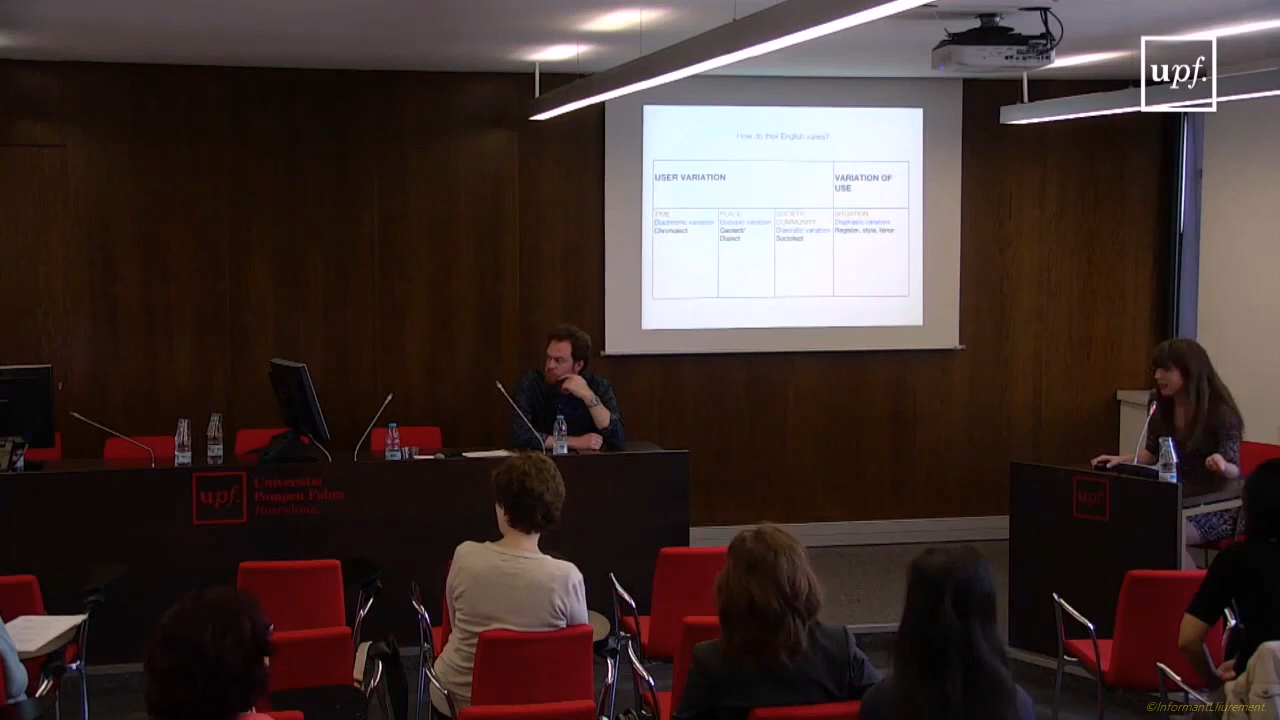 upf.
How do thier English varies?
USER VARIATION
VARIATION OF
USE
TIME
Diachronic variation
Chronolect
PLACE
Diatopic variation
Geolect/
Dialect
SOCIETY/
COMMUNITY
Diastratic variation
Sociolect
SITUATION
Diaphasic variation
Register, style, tenor
upf.
Universitat
Pompeu Fabra
Barcelona
upf.
©InformantLliurement.